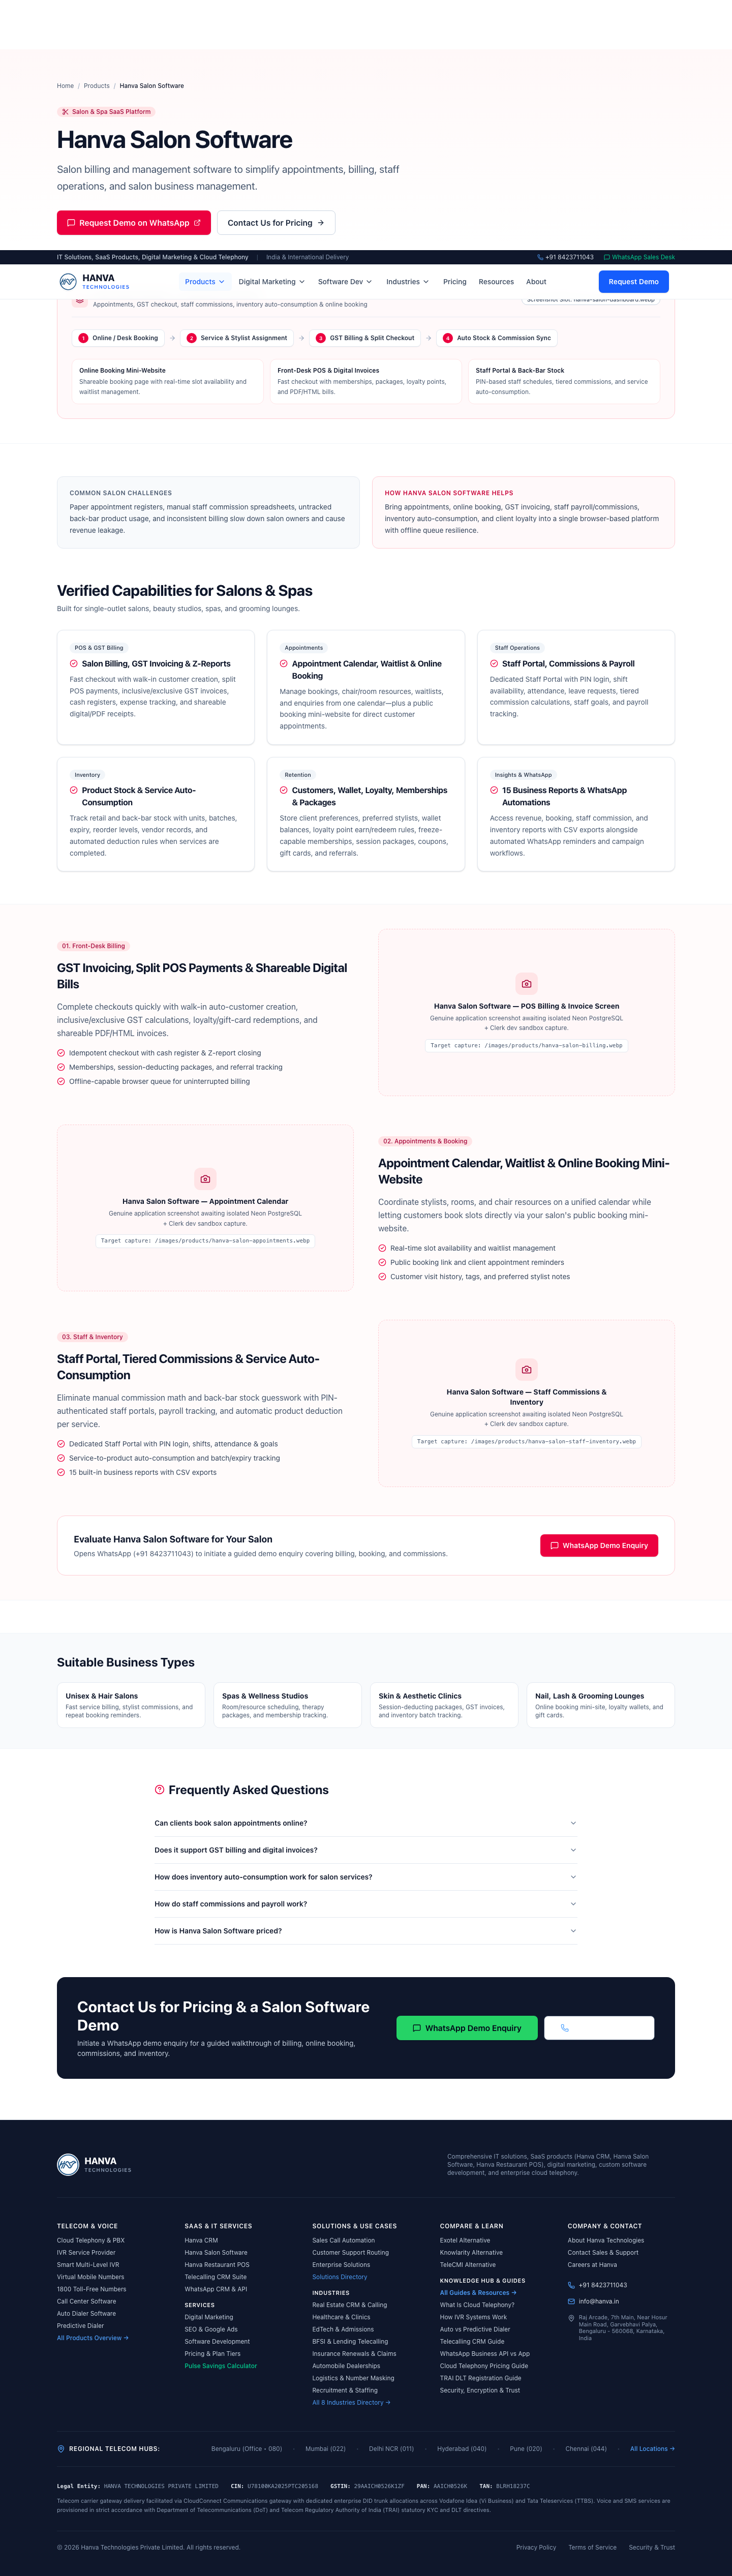 Home / Products / Hanva Salon Software
Salon & Spa SaaS Platform
Hanva Salon Software
Salon billing and management software to simplify appointments, billing, staff
operations, and salon business management.
Request Demo on WhatsApp
Contact Us for Pricing →
IT Solutions, SaaS Products, Digital Marketing & Cloud Telephony | India & International Delivery
+91 8423711043
WhatsApp Sales Desk
HANVA
TECHNOLOGIES
Products
Digital Marketing
Software Dev
Industries
Pricing
Resources
About
Request Demo
Appointments, GST checkout, staff commissions, inventory auto-consumption & online booking
Screenshot Slot: hanva-salon-dashboard.webp
1 Online / Desk Booking → 2 Service & Stylist Assignment → 3 GST Billing & Split Checkout → 4 Auto Stock & Commission Sync
Online Booking Mini-Website
Shareable booking page with real-time slot availability and
waitlist management.
Front-Desk POS & Digital Invoices
Fast checkout with memberships, packages, loyalty points,
and PDF/HTML bills.
Staff Portal & Back-Bar Stock
PIN-based staff schedules, tiered commissions, and service
auto-consumption.
COMMON SALON CHALLENGES
Paper appointment registers, manual staff commission spreadsheets, untracked
back-bar product usage, and inconsistent billing slow down salon owners and cause
revenue leakage.
HOW HANVA SALON SOFTWARE HELPS
Bring appointments, online booking, GST invoicing, staff payroll/commissions,
inventory auto-consumption, and client loyalty into a single browser-based platform
with offline queue resilience.
Verified Capabilities for Salons & Spas
Built for single-outlet salons, beauty studios, spas, and grooming lounges.
POS & GST Billing
Salon Billing, GST Invoicing & Z-Reports
Fast checkout with walk-in customer creation, split
POS payments, inclusive/exclusive GST invoices,
cash registers, expense tracking, and shareable
digital/PDF receipts.
Appointments
Appointment Calendar, Waitlist & Online
Booking
Manage bookings, chair/room resources, waitlists,
and enquiries from one calendar—plus a public
booking mini-website for direct customer
appointments.
Staff Operations
Staff Portal, Commissions & Payroll
Dedicated Staff Portal with PIN login, shift
availability, attendance, leave requests, tiered
commission calculations, staff goals, and payroll
tracking.
Inventory
Product Stock & Service Auto-
Consumption
Track retail and back-bar stock with units, batches,
expiry, reorder levels, vendor records, and
automated deduction rules when services are
completed.
Retention
Customers, Wallet, Loyalty, Memberships
& Packages
Store client preferences, preferred stylists, wallet
balances, loyalty point earn/redeem rules, freeze-
capable memberships, session packages, coupons,
gift cards, and referrals.
Insights & WhatsApp
15 Business Reports & WhatsApp
Automations
Access revenue, booking, staff commission, and
inventory reports with CSV exports alongside
automated WhatsApp reminders and campaign
workflows.
01. Front-Desk Billing
GST Invoicing, Split POS Payments & Shareable Digital
Bills
Complete checkouts quickly with walk-in auto-customer creation,
inclusive/exclusive GST calculations, loyalty/gift-card redemptions, and
shareable PDF/HTML invoices.
Idempotent checkout with cash register & Z-report closing
Memberships, session-deducting packages, and referral tracking
Offline-capable browser queue for uninterrupted billing
Hanva Salon Software — POS Billing & Invoice Screen
Genuine application screenshot awaiting isolated Neon PostgreSQL
+ Clerk dev sandbox capture.
Target capture: /images/products/hanva-salon-billing.webp
Hanva Salon Software — Appointment Calendar
Genuine application screenshot awaiting isolated Neon PostgreSQL
+ Clerk dev sandbox capture.
Target capture: /images/products/hanva-salon-appointments.webp
02. Appointments & Booking
Appointment Calendar, Waitlist & Online Booking Mini-
Website
Coordinate stylists, rooms, and chair resources on a unified calendar while
letting customers book slots directly via your salon's public booking mini-
website.
Real-time slot availability and waitlist management
Public booking link and client appointment reminders
Customer visit history, tags, and preferred stylist notes
03. Staff & Inventory
Staff Portal, Tiered Commissions & Service Auto-
Consumption
Eliminate manual commission math and back-bar stock guesswork with PIN-
authenticated staff portals, payroll tracking, and automatic product deduction
per service.
Dedicated Staff Portal with PIN login, shifts, attendance & goals
Service-to-product auto-consumption and batch/expiry tracking
15 built-in business reports with CSV exports
Hanva Salon Software — Staff Commissions &
Inventory
Genuine application screenshot awaiting isolated Neon PostgreSQL
+ Clerk dev sandbox capture.
Target capture: /images/products/hanva-salon-staff-inventory.webp
Evaluate Hanva Salon Software for Your Salon
Opens WhatsApp (+91 8423711043) to initiate a guided demo enquiry covering billing, booking, and commissions.
WhatsApp Demo Enquiry
Suitable Business Types
Unisex & Hair Salons
Fast service billing, stylist commissions, and
repeat booking reminders.
Spas & Wellness Studios
Room/resource scheduling, therapy
packages, and membership tracking.
Skin & Aesthetic Clinics
Session-deducting packages, GST invoices,
and inventory batch tracking.
Nail, Lash & Grooming Lounges
Online booking mini-site, loyalty wallets, and
gift cards.
Frequently Asked Questions
Can clients book salon appointments online?
Does it support GST billing and digital invoices?
How does inventory auto-consumption work for salon services?
How do staff commissions and payroll work?
How is Hanva Salon Software priced?
Contact Us for Pricing & a Salon Software
Demo
Initiate a WhatsApp demo enquiry for a guided walkthrough of billing, online booking,
commissions, and inventory.
WhatsApp Demo Enquiry
HANVA
TECHNOLOGIES
Comprehensive IT solutions, SaaS products (Hanva CRM, Hanva Salon
Software, Hanva Restaurant POS), digital marketing, custom software
development, and enterprise cloud telephony.
TELECOM & VOICE
Cloud Telephony & PBX
IVR Service Provider
Smart Multi-Level IVR
Virtual Mobile Numbers
1800 Toll-Free Numbers
Call Center Software
Auto Dialer Software
Predictive Dialer
All Products Overview →
SAAS & IT SERVICES
Hanva CRM
Hanva Salon Software
Hanva Restaurant POS
Telecalling CRM Suite
WhatsApp CRM & API
SERVICES
Digital Marketing
SEO & Google Ads
Software Development
Pricing & Plan Tiers
Pulse Savings Calculator
SOLUTIONS & USE CASES
Sales Call Automation
Customer Support Routing
Enterprise Solutions
Solutions Directory
INDUSTRIES
Real Estate CRM & Calling
Healthcare & Clinics
EdTech & Admissions
BFSI & Lending Telecalling
Insurance Renewals & Claims
Automobile Dealerships
Logistics & Number Masking
Recruitment & Staffing
All 8 Industries Directory →
COMPARE & LEARN
Exotel Alternative
Knowlarity Alternative
TeleCMI Alternative
KNOWLEDGE HUB & GUIDES
All Guides & Resources →
What Is Cloud Telephony?
How IVR Systems Work
Auto vs Predictive Dialer
Telecalling CRM Guide
WhatsApp Business API vs App
Cloud Telephony Pricing Guide
TRAI DLT Registration Guide
Security, Encryption & Trust
COMPANY & CONTACT
About Hanva Technologies
Contact Sales & Support
Careers at Hanva
+91 8423711043
info@hanva.in
Raj Arcade, 7th Main, Near Hosur
Main Road, Garvebhavi Palya,
Bengaluru - 560068, Karnataka,
India
REGIONAL TELECOM HUBS:
Bengaluru (Office • 080) · Mumbai (022) · Delhi NCR (011) · Hyderabad (040) · Pune (020) · Chennai (044) · All Locations →
Legal Entity: HANVA TECHNOLOGIES PRIVATE LIMITED CIN: U78100KA2025PTC205168 GSTIN: 29AAICH0526K1ZF PAN: AAICH0526K TAN: BLRH18237C
Telecom carrier gateway delivery facilitated via CloudConnect Communications gateway with dedicated enterprise DID trunk allocations across Vodafone Idea (Vi Business) and Tata Teleservices (TTBS). Voice and SMS services are
provisioned in strict accordance with Department of Telecommunications (DoT) and Telecom Regulatory Authority of India (TRAI) statutory KYC and DLT directives.
© 2026 Hanva Technologies Private Limited. All rights reserved.
Privacy Policy
Terms of Service
Security & Trust